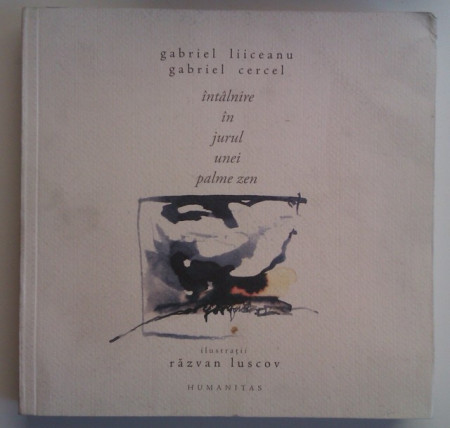 gabriel liiceanu
gabriel cercel
întâlnire
în
jurul
unei
palme zen
ilustrații
răzvan luscov
HUMANITAS